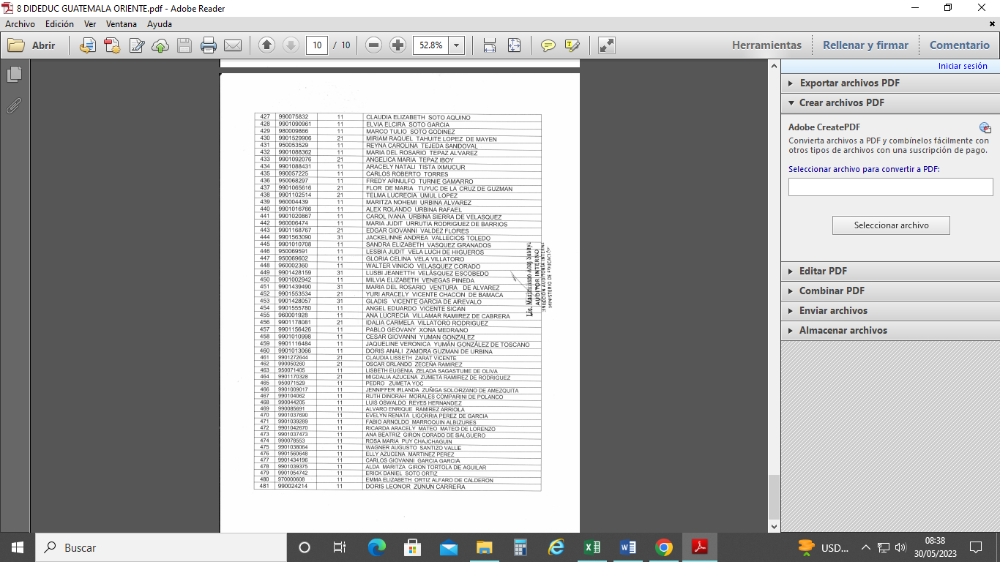 8 DIDEDUC GUATEMALA ORIENTE.pdf - Adobe Reader
Archivo Edición Ver Ventana Ayuda
Abrir 10 / 10 52.8% Herramientas Rellenar y firmar Comentario
Iniciar sesión
Exportar archivos PDF
Crear archivos PDF
Adobe CreatePDF
Convierta archivos a PDF y combínelos fácilmente con
otros tipos de archivos con una suscripción de pago.
Seleccionar archivo para convertir a PDF:
Seleccionar archivo
Editar PDF
Combinar PDF
Enviar archivos
Almacenar archivos
427 990075832 11 CLAUDIA ELIZABETH SOTO AQUINO
428 9901090961 11 ELVIA ELCIRA SOTO GARCIA
429 980009866 11 MARCO TULIO SOTO GODINEZ
430 9901529906 21 MIRIAM RAQUEL TAHUITE LOPEZ DE MAYEN
431 950053529 11 REYNA CAROLINA TEJEDA SANDOVAL
432 9901088362 11 MARIA DEL ROSARIO TEPAZ ALVAREZ
433 9901092076 21 ANGELICA MARIA TEPAZ IBOY
434 9901088431 11 ARACELY NATALI TISTA IXMUCUR
435 990057225 11 CARLOS ROBERTO TORRES
436 950068297 11 FREDY ARNULFO TURNIE GAMARRO
437 9901065616 21 FLOR DE MARIA TUYUC DE LA CRUZ DE GUZMAN
438 9901102514 21 TELMA LUCRECIA UMUL LOPEZ
439 960004439 11 MARITZA NOHEMI URBINA ALVAREZ
440 9901016766 11 ALEX ROLANDO URBINA RAFAEL
441 9901020867 11 CAROL IVANA URBINA SIERRA DE VELASQUEZ
442 960006474 11 MARIA JUDIT URRUTIA RODRIGUEZ DE BARRIOS
443 9901168767 21 EDGAR GIOVANNI VALDEZ FLORES
444 9901563090 31 JACKELINNE ANDREA VALLECIOS TOLEDO
445 9901010708 11 SANDRA ELIZABETH VASQUEZ GRANADOS
446 950069591 11 LESBIA JUDIT VELA LUCH DE HIGUEROS
447 950069602 11 GLORIA CELINA VELA VILLATORO
448 960002360 11 WALTER VINICIO VELASQUEZ CORADO
449 9901428159 31 LUSBI JEANETTH VELÁSQUEZ ESCOBEDO
450 9901002942 11 MILVIA ELIZABETH VENEGAS PINEDA
451 9901439490 31 MARIA DEL ROSARIO VENTURA DE ALVAREZ
452 9901553534 21 YURI ARACELY VICENTE CHACON DE BAMACA
453 9901428057 31 GLADIS VICENTE GARCIA DE AREVALO
454 9901555780 11 ANGEL EDUARDO VICENTE SICAN
455 960001928 11 ANA LUCRECIA VILLAMAR RAMIREZ DE CABRERA
456 9901178081 21 IDALIA CARMELA VILLATORO RODRIGUEZ
457 9901156426 11 PABLO GEOVANY XONA MEDRANO
458 9901010998 11 CESAR GIOVANNI YUMAN GONZALEZ
459 9901116484 11 JAQUELINE VERONICA YUMÁN GONZÁLEZ DE TOSCANO
460 9901013066 11 DORIS ANALI ZAMORA GUZMAN DE URBINA
461 9901272644 21 CLAUDIA LISSETH ZARAT VICENTE
462 990050260 21 OSCAR ORLANDO ZECEÑA RAMIREZ
463 950071405 11 LISBETH EUGENIA ZELADA SAGASTUME DE OLIVA
464 9901170328 21 MIGDALIA AZUCENA ZUMETA RAMIREZ DE RODRIGUEZ
465 950071529 11 PEDRO ZUMETA YOC
466 9901009017 11 JENNIFFER IRLANDA ZUÑIGA SOLORZANO DE AMEZQUITA
467 990104062 11 RUTH DINORAH MORALES COMPARINI DE POLANCO
468 990044205 11 LUIS OSWALDO REYES HERNANDEZ
469 990085691 11 ALVARO ENRIQUE RAMIREZ ARRIOLA
470 9901037690 11 EVELYN RENATA LIGORRIA PEREZ DE GARCIA
471 9901039289 11 FABIO ARNOLDO MARROQUIN ALBIZURES
472 9901042670 11 RICARDA ARACELY MATEO MATEO DE LORENZO
473 9901037473 11 ANA BEATRIZ GIRON CORADO DE SALGUERO
474 990078553 11 ROSA MARIA PUY CHAJCHAGUIN
475 9901038064 11 WAGNER AUGUSTO SANTIZO VALLE
476 9901560648 11 ELLY AZUCENA MARTINEZ PEREZ
477 9901434196 11 CARLOS GIOVANNI GARCIA GARCIA
478 9901039375 11 ALDA MARITZA GIRON TORTOLA DE AGUILAR
479 9901054742 11 ERICK DANIEL SOTO ORTIZ
480 970000608 11 EMMA ELIZABETH ORTIZ ALFARO DE CALDERON
481 990024214 11 DORIS LEONOR ZUNUN CARRERA
AUDITOR INTERNO
MINISTERIO DE EDUCACIÓN
Buscar
USD...
08:38
30/05/2023